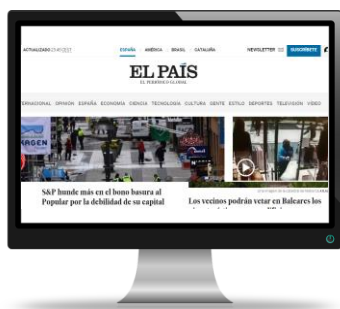 ACTUALIZADO
ESPAÑA AMÉRICA BRASIL CATALUÑA
NEWSLETTER SUSCRÍBETE
EL PAÍS
EL PERIÓDICO GLOBAL
ERNACIONAL OPINIÓN ESPAÑA ECONOMÍA CIENCIA TECNOLOGÍA CULTURA GENTE ESTILO DEPORTES TELEVISIÓN VÍDEO
S&P hunde más en el bono basura al
Popular por la debilidad de su capital
Los vecinos podrán vetar en Baleares los